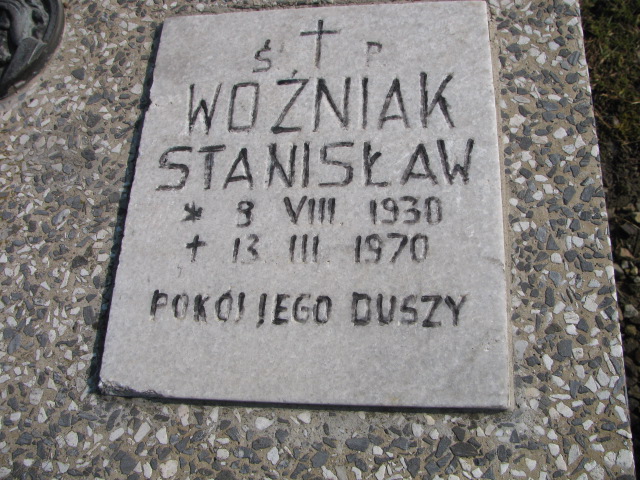 Ś P
WOŹNIAK
STANISŁAW
* 8 VIII 1930
+ 13 III 1970
POKÓJ JEGO DUSZY